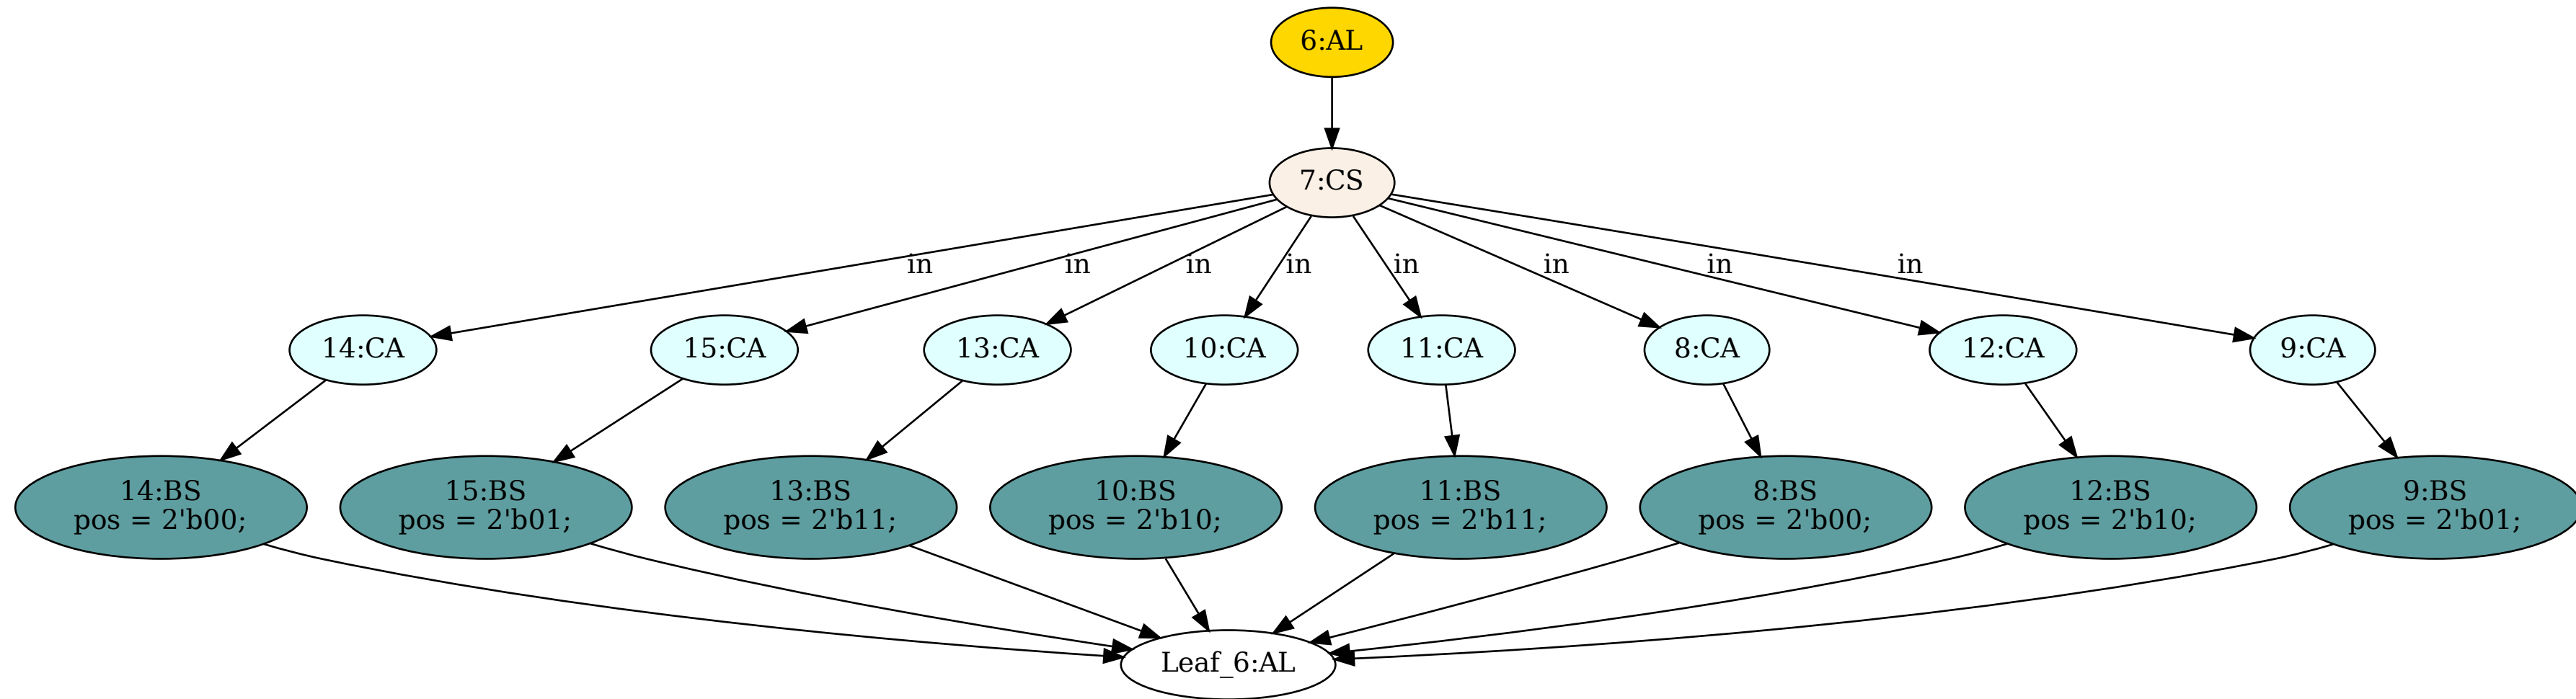 6:AL
7:CS
in
in
in
in
in
in
in
in
14:CA
15:CA
13:CA
10:CA
11:CA
8:CA
12:CA
9:CA
14:BS
pos = 2'b00;
15:BS
pos = 2'b01;
13:BS
pos = 2'b11;
10:BS
pos = 2'b10;
11:BS
pos = 2'b11;
8:BS
pos = 2'b00;
12:BS
pos = 2'b10;
9:BS
pos = 2'b01;
Leaf_6:AL